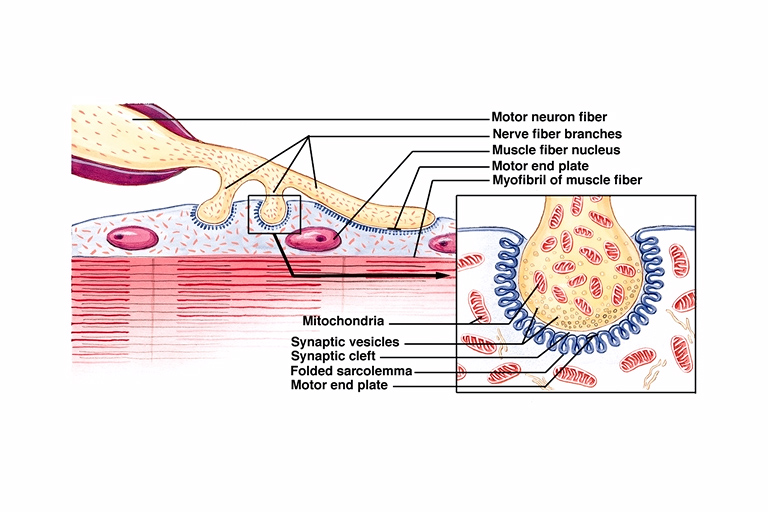 Motor neuron fiber
Nerve fiber branches
Muscle fiber nucleus
Motor end plate
Myofibril of muscle fiber
Mitochondria
Synaptic vesicles
Synaptic cleft
Folded sarcolemma
Motor end plate